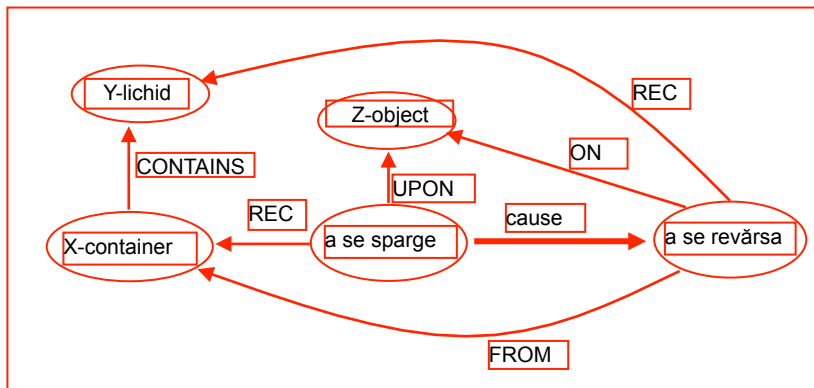 Y-lichid
REC
Z-object
ON
CONTAINS
UPON
REC
cause
X-container
a se sparge
a se revărsa
FROM